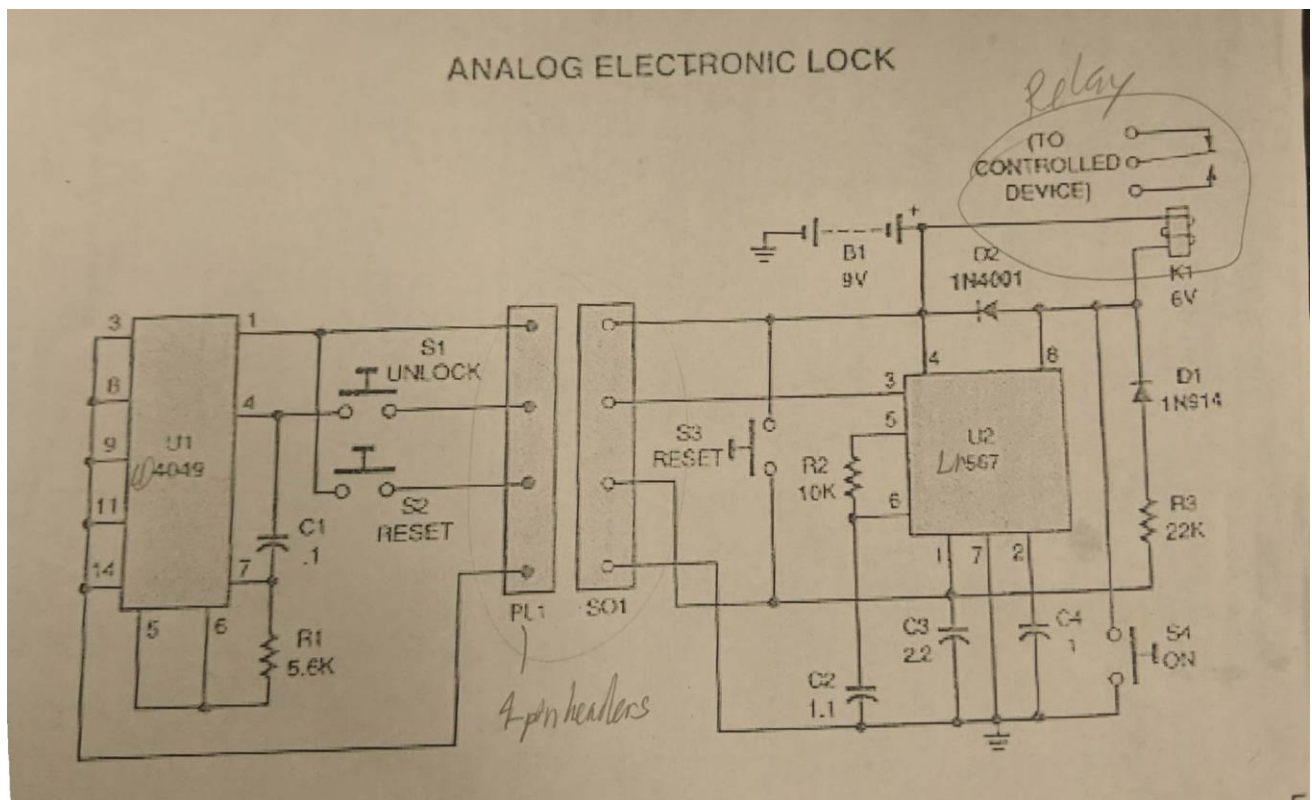 ANALOG ELECTRONIC LOCK
Relay
(TO
CONTROLLED
DEVICE)
+
B1
9V
D2
1N4001
K1
6V
3
8
9
11
14
1
4
7
5
6
U1
4049
S1
UNLOCK
S2
RESET
C1
.1
R1
5.6K
PL1
SO1
4-pin headers
S3
RESET
3
4
8
5
6
1
7
2
R2
10K
U2
LM567
D1
1N914
R3
22K
C3
2.2
C4
C2
1.1
S4
ON